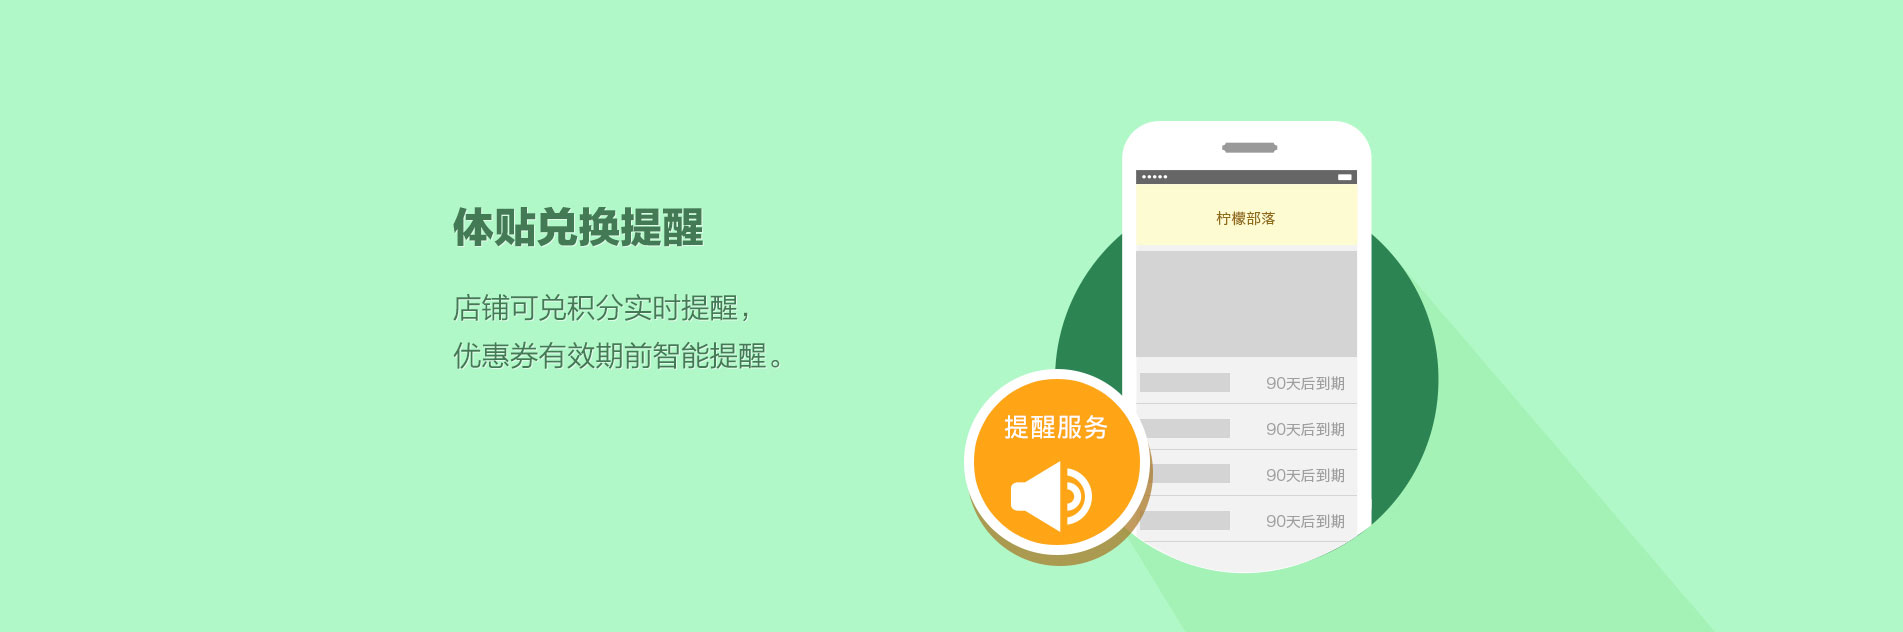 体贴兑换提醒
店铺可兑积分实时提醒，
优惠券有效期前智能提醒。
柠檬部落
90天后到期
90天后到期
90天后到期
90天后到期
提醒服务